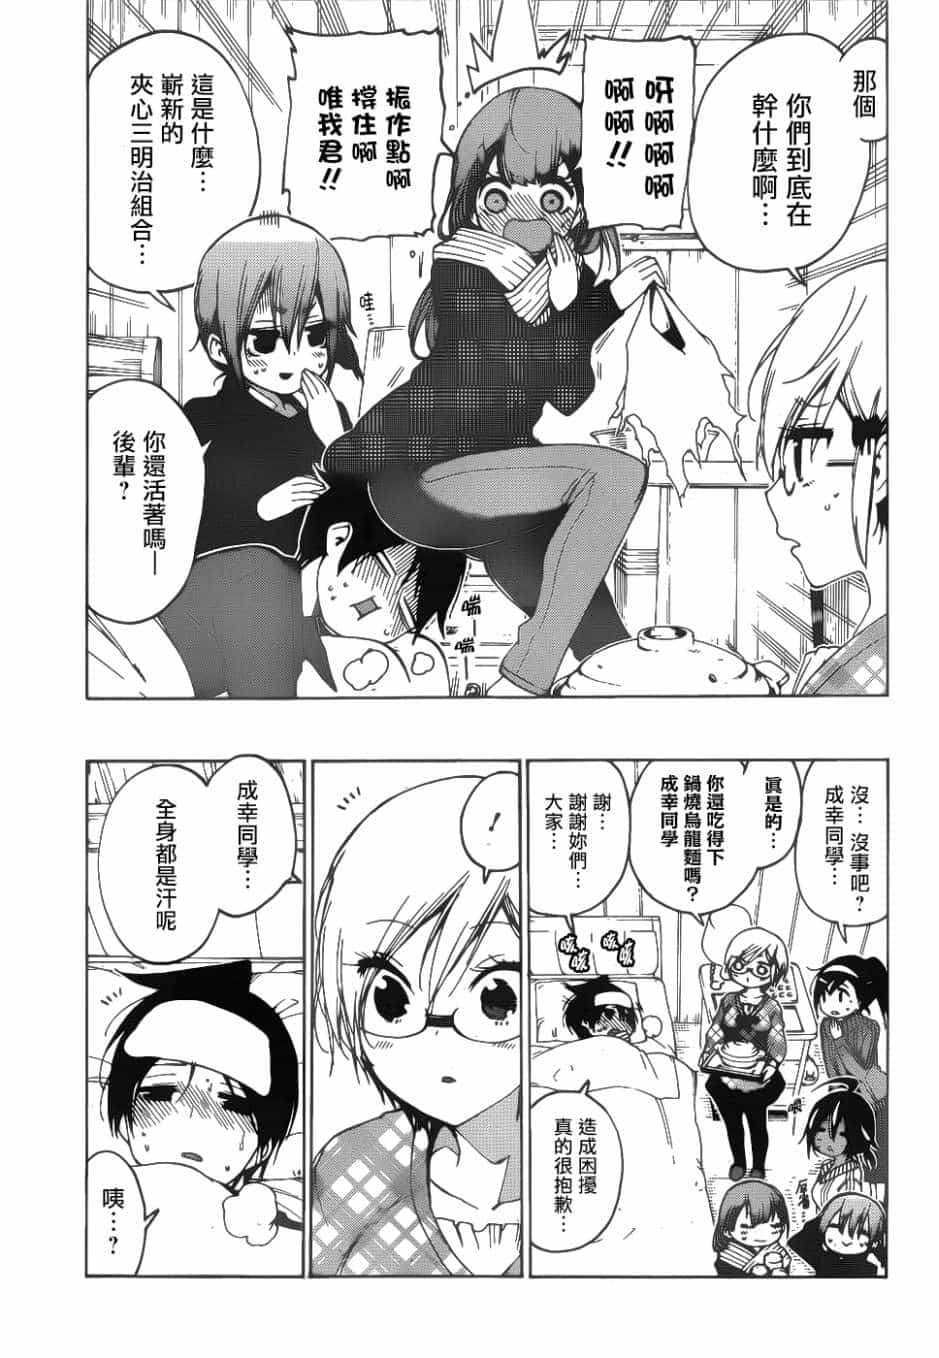 那個
你們到底在
幹什麼啊…
呀啊啊啊
啊啊啊!!
振作點啊
撐住啊
唯我君!!
這是什麼…
嶄新的
夾心三明治組合…
哇…
你還活著嗎—
後輩?
喘
喘
沒…沒事吧?
成幸同學…
真是的…
你還吃得下
鍋燒烏龍麵嗎?
成幸同學
謝…
謝謝妳們…
大家…
咳
咳
咳
咳
造成困擾
真的很抱歉…
!
成幸同學…
全身都是汗呢
咦…?